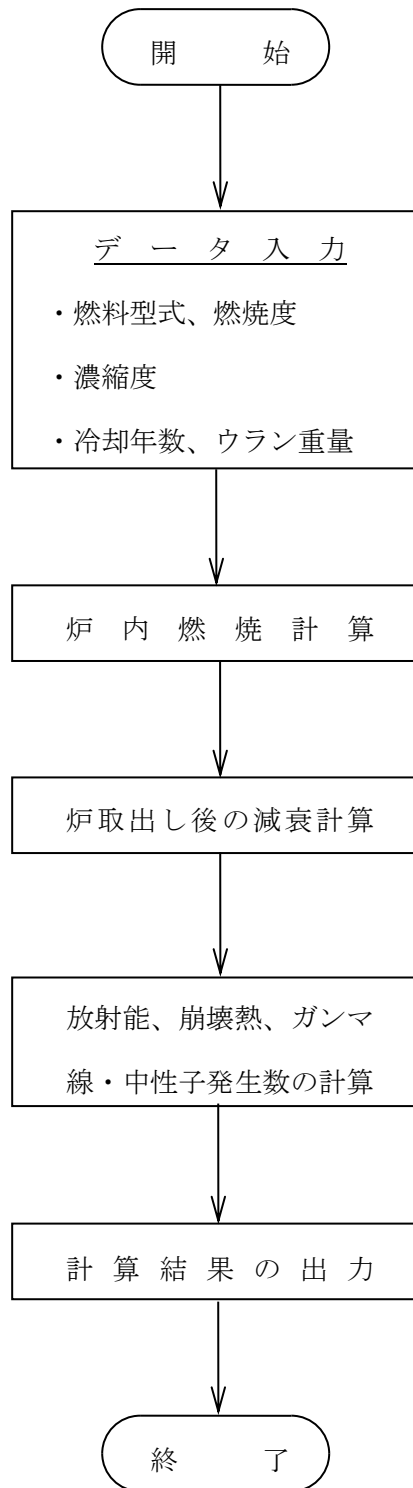 開 始
データ入力
・燃料型式、燃焼度
・濃縮度
・冷却年数、ウラン重量
炉内燃焼計算
炉取出し後の減衰計算
放射能、崩壊熱、ガンマ
線・中性子発生数の計算
計算結果の出力
終 了